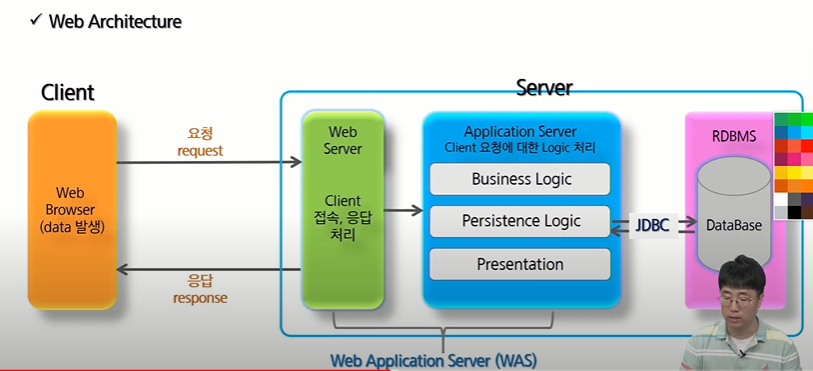 ✓ Web Architecture
Client
Server
Web
Browser
(data 발생)
요청
request
응답
response
Web
Server
Client
접속, 응답
처리
Application Server
Client 요청에 대한 Logic 처리
Business Logic
Persistence Logic
Presentation
JDBC
RDBMS
DataBase
Web Application Server (WAS)